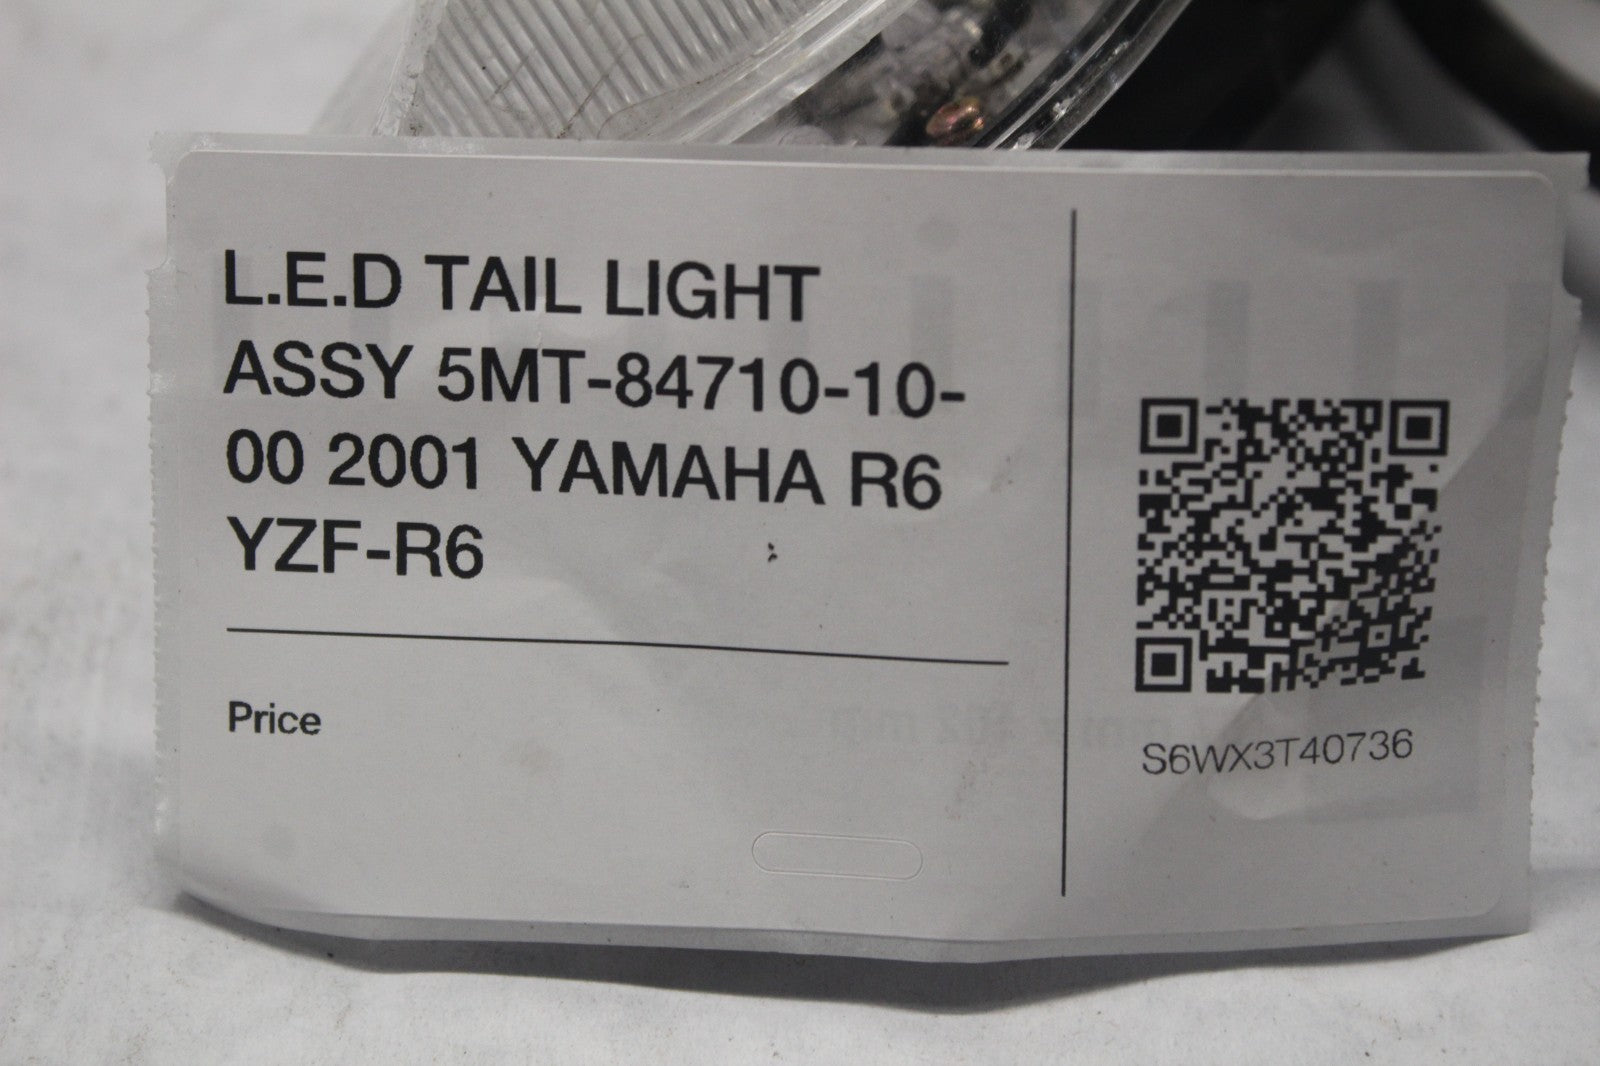 L.E.D TAIL LIGHT
ASSY 5MT-84710-10-
00 2001 YAMAHA R6
YZF-R6
Price
S6WX3T40736